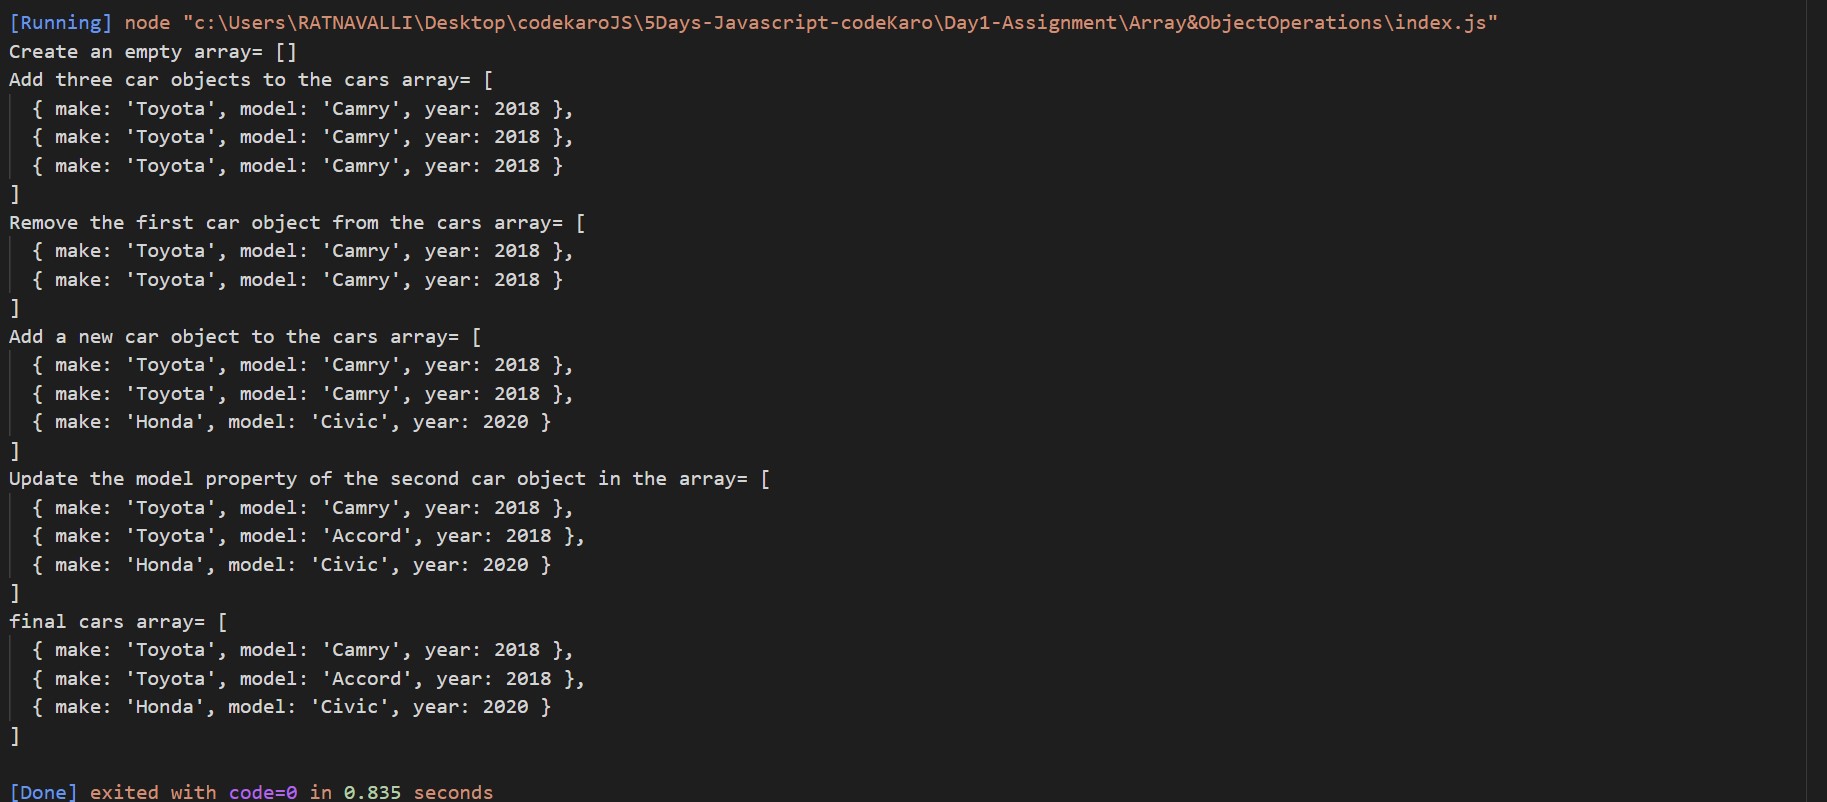 [Running] node "c:\Users\RATNAVALLI\Desktop\codekaroJS\5Days-Javascript-codeKaro\Day1-Assignment\Array&ObjectOperations\index.js"
Create an empty array= []
Add three car objects to the cars array= [
  { make: 'Toyota', model: 'Camry', year: 2018 },
  { make: 'Toyota', model: 'Camry', year: 2018 },
  { make: 'Toyota', model: 'Camry', year: 2018 }
]
Remove the first car object from the cars array= [
  { make: 'Toyota', model: 'Camry', year: 2018 },
  { make: 'Toyota', model: 'Camry', year: 2018 }
]
Add a new car object to the cars array= [
  { make: 'Toyota', model: 'Camry', year: 2018 },
  { make: 'Toyota', model: 'Camry', year: 2018 },
  { make: 'Honda', model: 'Civic', year: 2020 }
]
Update the model property of the second car object in the array= [
  { make: 'Toyota', model: 'Camry', year: 2018 },
  { make: 'Toyota', model: 'Accord', year: 2018 },
  { make: 'Honda', model: 'Civic', year: 2020 }
]
final cars array= [
  { make: 'Toyota', model: 'Camry', year: 2018 },
  { make: 'Toyota', model: 'Accord', year: 2018 },
  { make: 'Honda', model: 'Civic', year: 2020 }
]
[Done] exited with code=0 in 0.835 seconds